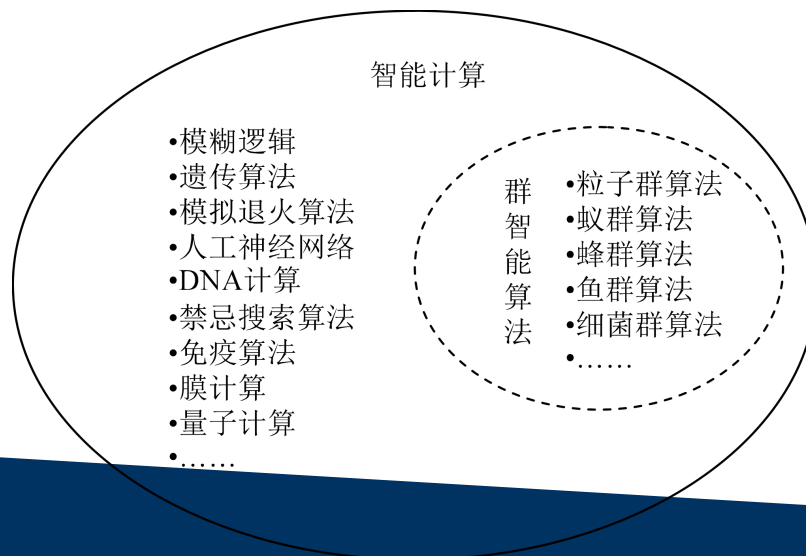 智能计算
•模糊逻辑
•遗传算法
•模拟退火算法
•人工神经网络
•DNA计算
•禁忌搜索算法
•免疫算法
•膜计算
•量子计算
•……
群智能算法
•粒子群算法
•蚁群算法
•蜂群算法
•鱼群算法
•细菌群算法
•……